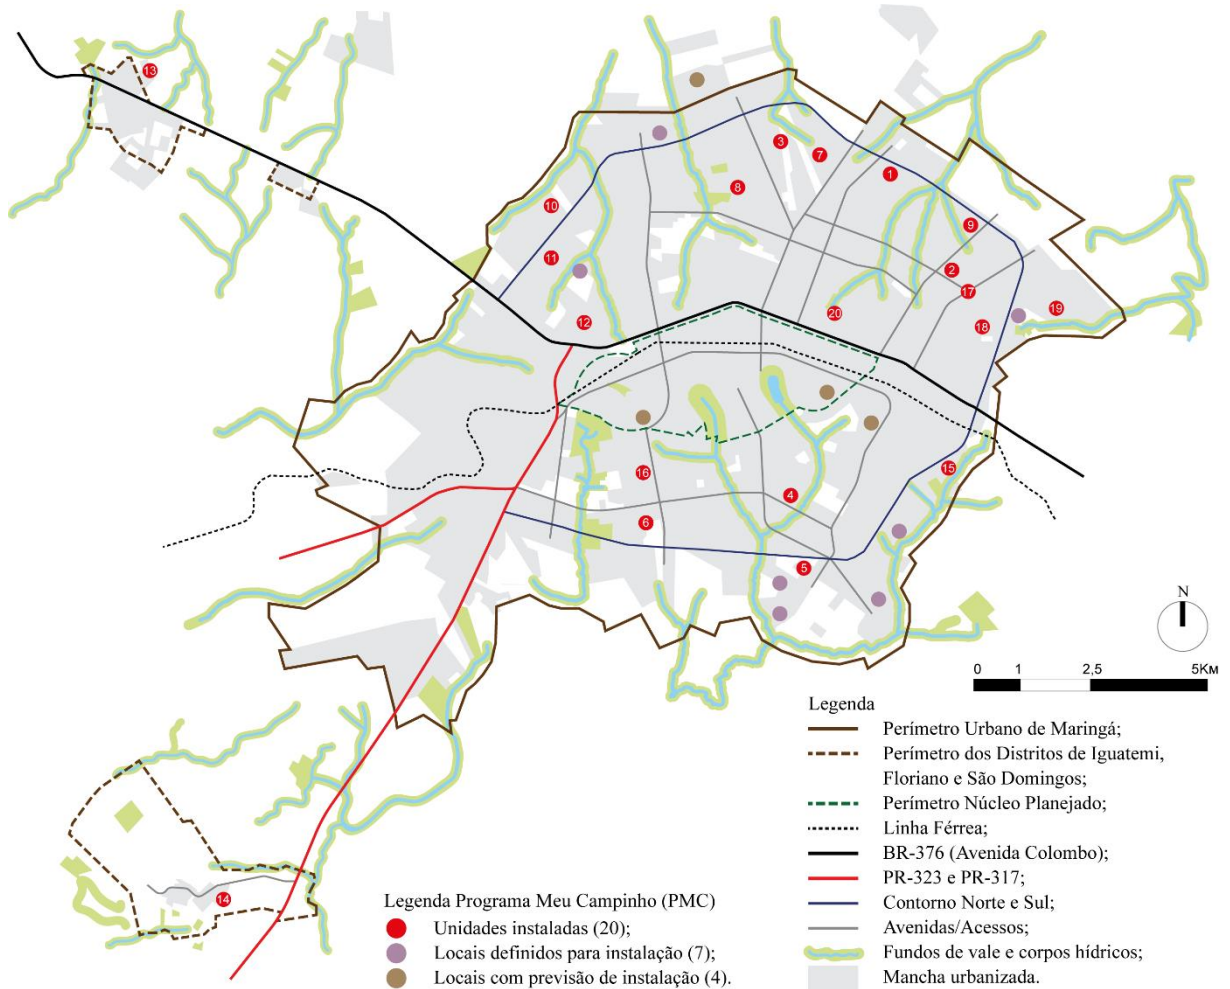 13
3
7
1
8
10
9
11
2
17
19
12
20
18
16
15
4
6
5
N
0 1 2,5 5KM
Legenda
Perímetro Urbano de Maringá;
Perímetro dos Distritos de Iguatemi,
Floriano e São Domingos;
Perímetro Núcleo Planejado;
Linha Férrea;
BR-376 (Avenida Colombo);
PR-323 e PR-317;
Contorno Norte e Sul;
Avenidas/Acessos;
Fundos de vale e corpos hídricos;
Mancha urbanizada.
14
Legenda Programa Meu Campinho (PMC)
Unidades instaladas (20);
Locais definidos para instalação (7);
Locais com previsão de instalação (4).